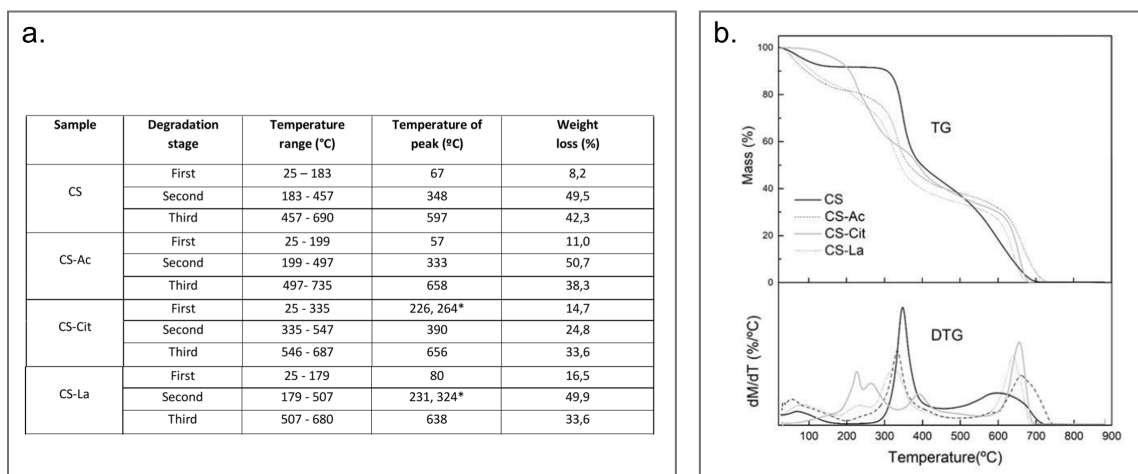 a.
Sample Degradation stage Temperature range (°C) Temperature of peak (ºC) Weight loss (%)
CS
First 25 – 183 67 8,2
Second 183 - 457 348 49,5
Third 457 - 690 597 42,3
CS-Ac
First 25 - 199 57 11,0
Second 199 - 497 333 50,7
Third 497- 735 658 38,3
CS-Cit
First 25 - 335 226, 264* 14,7
Second 335 - 547 390 24,8
Third 546 - 687 656 33,6
CS-La
First 25 - 179 80 16,5
Second 179 - 507 231, 324* 49,9
Third 507 - 680 638 33,6
b.
100
80
60
40
20
0
Mass (%)
TG
CS
CS-Ac
CS-Cit
CS-La
dM/dT (%/ºC)
DTG
100 200 300 400 500 600 700 800 900
Temperature(ºC)